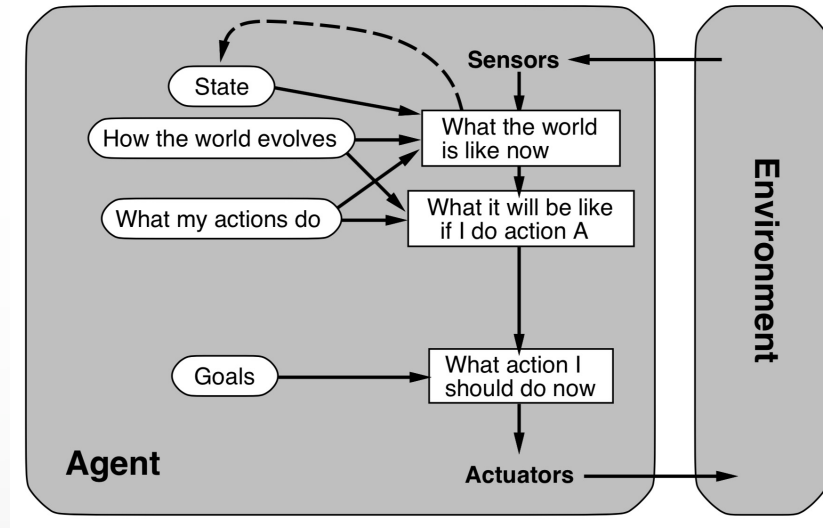 Sensors
State
How the world evolves
What the world
is like now
What my actions do
What it will be like
if I do action A
Environment
Goals
What action I
should do now
Agent
Actuators